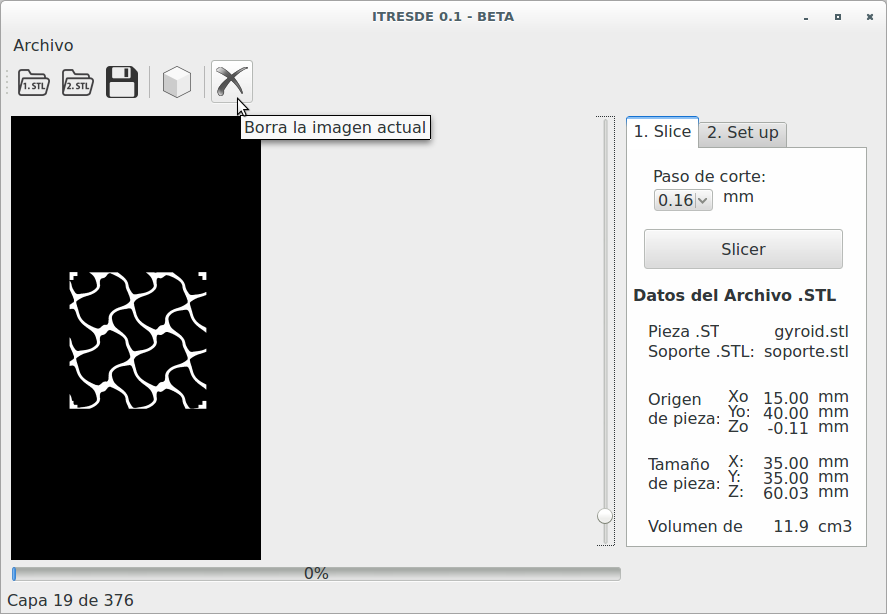 ITRESDE 0.1 - BETA
Archivo
1. STL
2. STL
Borra la imagen actual
1. Slice
2. Set up
Paso de corte:
0.16 mm
Slicer
Datos del Archivo .STL
Pieza .ST gyroid.stl
Soporte .STL: soporte.stl
Origen de pieza:
Xo 15.00 mm
Yo: 40.00 mm
Zo -0.11 mm
Tamaño de pieza:
X: 35.00 mm
Y: 35.00 mm
Z: 60.03 mm
Volumen de 11.9 cm3
0%
Capa 19 de 376